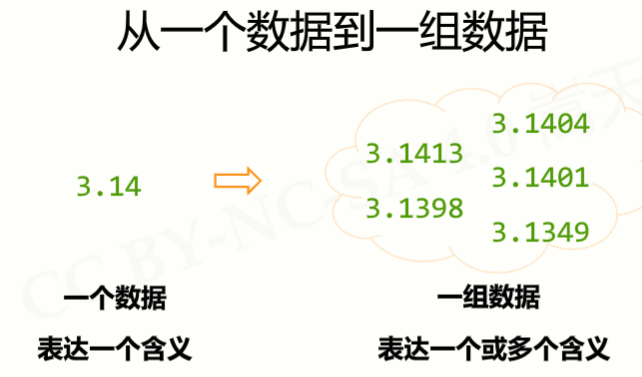 从一个数据到一组数据
3.14
3.1413
3.1404
3.1401
3.1398
3.1349
一个数据
表达一个含义
一组数据
表达一个或多个含义
CC BY-NC-SA 4.0 嵩天